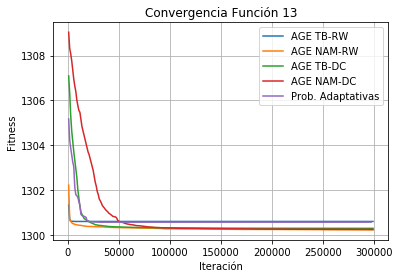 Convergencia Función 13
1308
1306
1304
1302
1300
Fitness
AGE TB-RW
AGE NAM-RW
AGE TB-DC
AGE NAM-DC
Prob. Adaptativas
0
50000
100000
150000
200000
250000
300000
Iteración